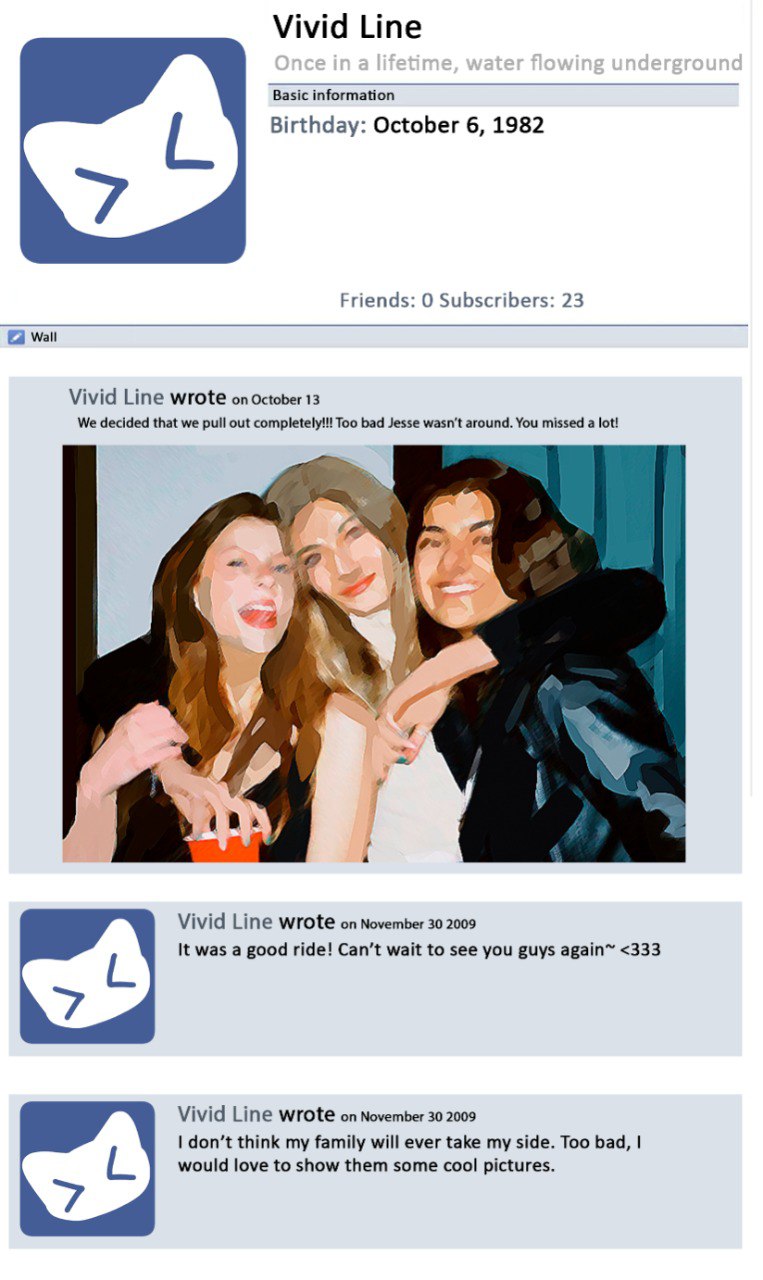 Vivid Line
Once in a lifetime, water flowing underground
Basic information
Birthday: October 6, 1982
Friends: 0 Subscribers: 23
Wall
Vivid Line wrote on October 13
We decided that we pull out completely!!! Too bad Jesse wasn’t around. You missed a lot!
Vivid Line wrote on November 30 2009
It was a good ride! Can’t wait to see you guys again~ <333
Vivid Line wrote on November 30 2009
I don’t think my family will ever take my side. Too bad, I
would love to show them some cool pictures.